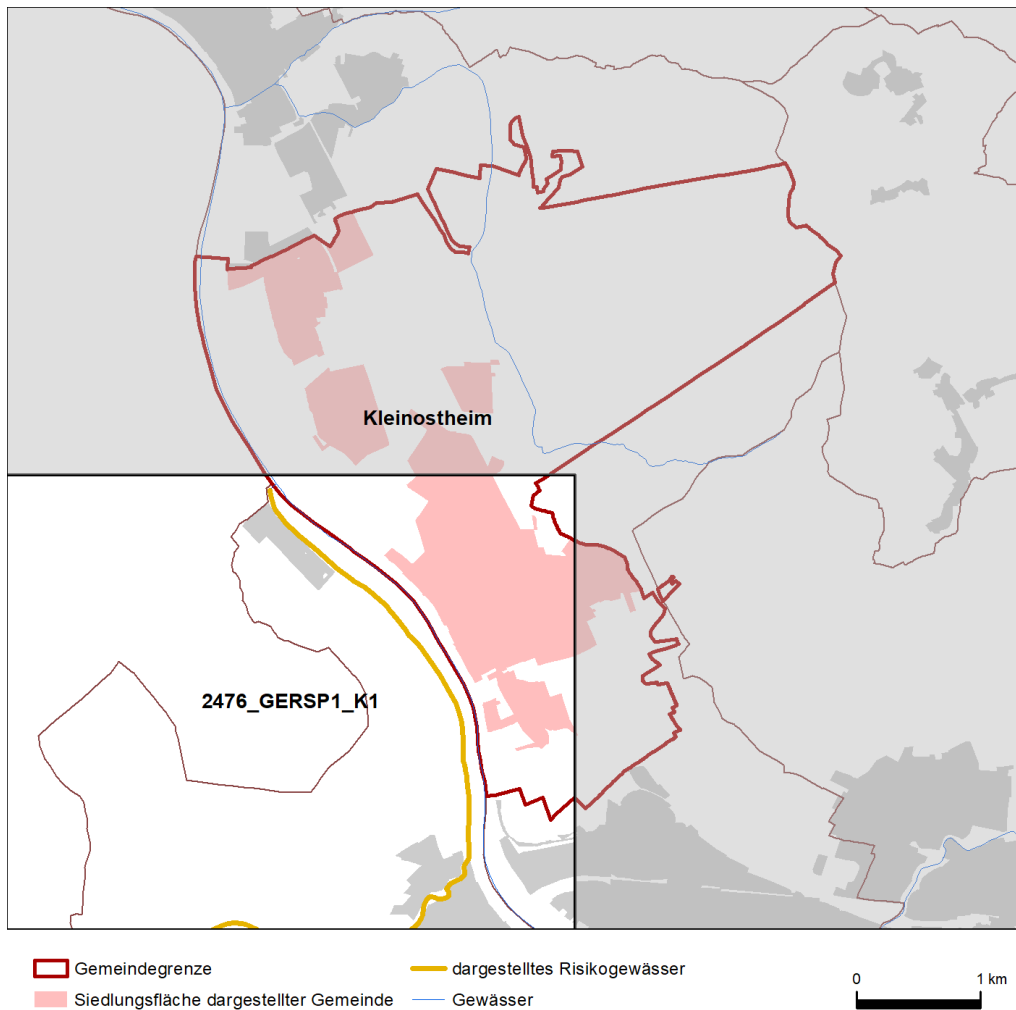 Kleinostheim
2476_GERSP1_K1
Gemeindegrenze
dargestelltes Risikogewässer
Siedlungsfläche dargestellter Gemeinde
Gewässer
0 1 km